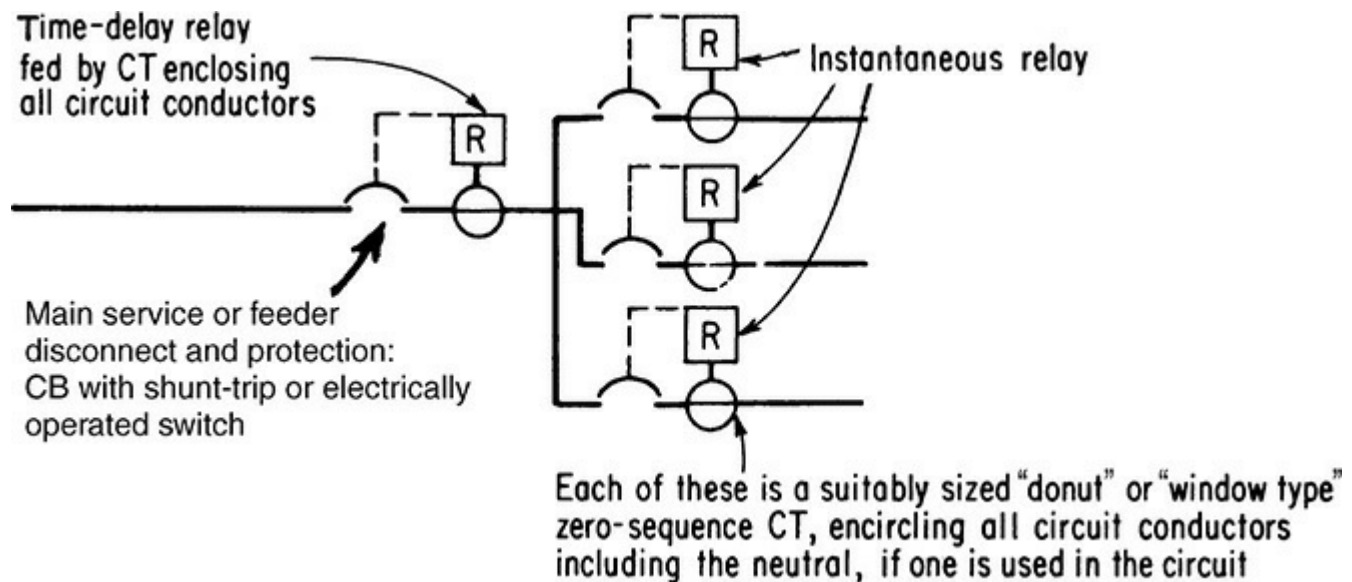 Time-delay relay
fed by CT enclosing
all circuit conductors
R
R
Instantaneous relay
R
R
Main service or feeder
disconnect and protection:
CB with shunt-trip or electrically
operated switch
Each of these is a suitably sized “donut” or “window type”
zero-sequence CT, encircling all circuit conductors
including the neutral, if one is used in the circuit